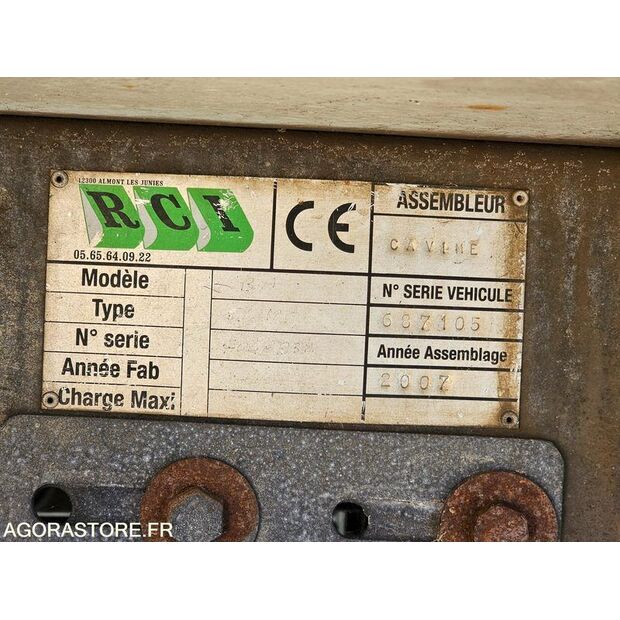 12300 ALMONT LES JUNIES
RCI
05.65.64.09.22
CE
ASSEMBLEUR
Modèle
Type
N° serie
Année Fab
Charge Maxi
N° SERIE VEHICULE
687105
Année Assemblage
2007
AGORASTORE.FR